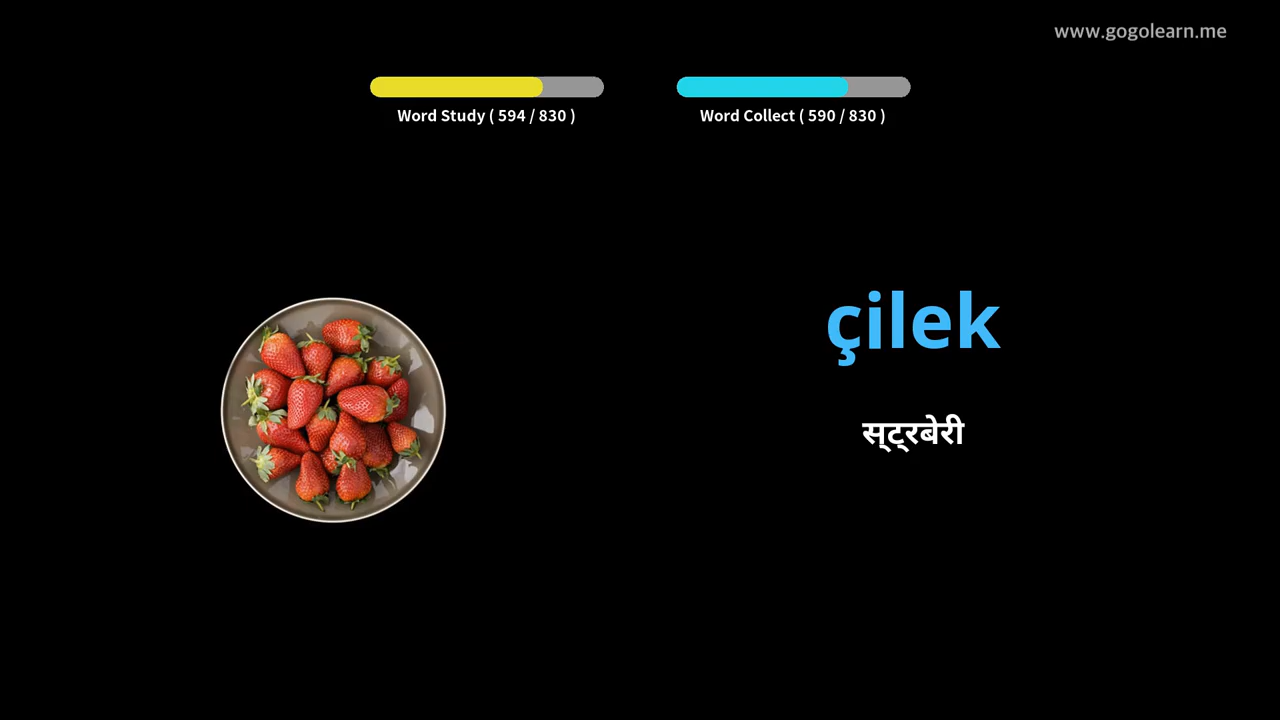 www.gogolearn.me
Word Study ( 594 / 830 )
Word Collect ( 590 / 830 )
çilek
स्ट्रबेरी